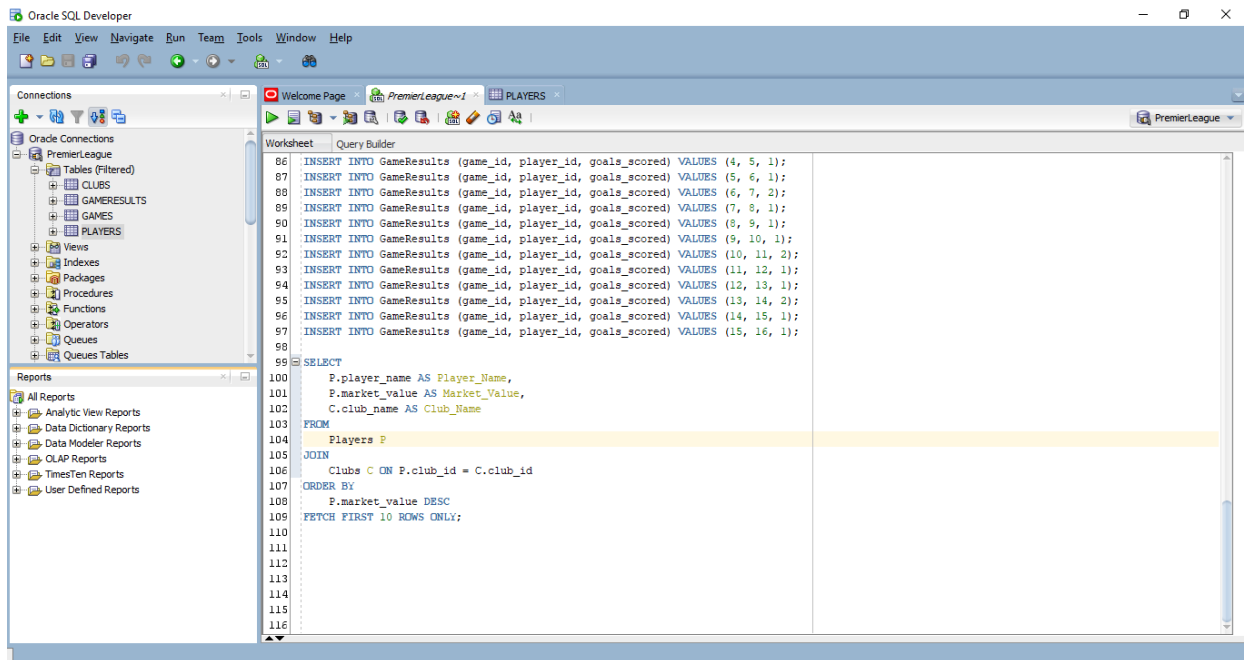 Oracle SQL Developer
File Edit View Navigate Run Team Tools Window Help
Connections
Oracle Connections
PremierLeague
Tables (Filtered)
CLUBS
GAMERESULTS
GAMES
PLAYERS
Views
Indexes
Packages
Procedures
Functions
Operators
Queues
Queues Tables
Reports
All Reports
Analytic View Reports
Data Dictionary Reports
Data Modeler Reports
OLAP Reports
TimesTen Reports
User Defined Reports
Welcome Page PremierLeague~1 PLAYERS
PremierLeague
Worksheet Query Builder
86 INSERT INTO GameResults (game_id, player_id, goals_scored) VALUES (4, 5, 1);
87 INSERT INTO GameResults (game_id, player_id, goals_scored) VALUES (5, 6, 1);
88 INSERT INTO GameResults (game_id, player_id, goals_scored) VALUES (6, 7, 2);
89 INSERT INTO GameResults (game_id, player_id, goals_scored) VALUES (7, 8, 1);
90 INSERT INTO GameResults (game_id, player_id, goals_scored) VALUES (8, 9, 1);
91 INSERT INTO GameResults (game_id, player_id, goals_scored) VALUES (9, 10, 1);
92 INSERT INTO GameResults (game_id, player_id, goals_scored) VALUES (10, 11, 2);
93 INSERT INTO GameResults (game_id, player_id, goals_scored) VALUES (11, 12, 1);
94 INSERT INTO GameResults (game_id, player_id, goals_scored) VALUES (12, 13, 1);
95 INSERT INTO GameResults (game_id, player_id, goals_scored) VALUES (13, 14, 2);
96 INSERT INTO GameResults (game_id, player_id, goals_scored) VALUES (14, 15, 1);
97 INSERT INTO GameResults (game_id, player_id, goals_scored) VALUES (15, 16, 1);
98
99 SELECT
100 P.player_name AS Player_Name,
101 P.market_value AS Market_Value,
102 C.club_name AS Club_Name
103 FROM
104 Players P
105 JOIN
106 Clubs C ON P.club_id = C.club_id
107 ORDER BY
108 P.market_value DESC
109 FETCH FIRST 10 ROWS ONLY;
110
111
112
113
114
115
116